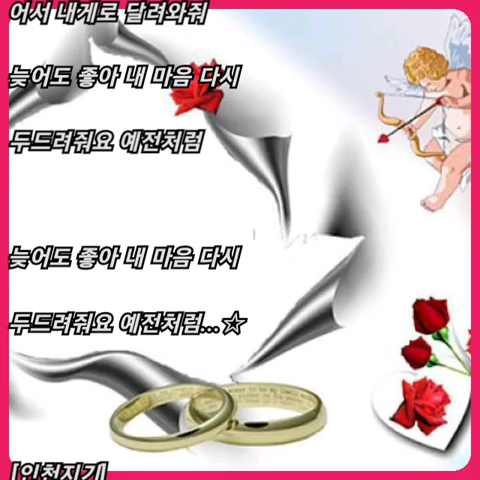 어서 내게로 달려와줘
늦어도 좋아 내 마음 다시
두드려줘요 예전처럼
늦어도 좋아 내 마음 다시
두드려줘요 예전처럼...☆
[인천지기]